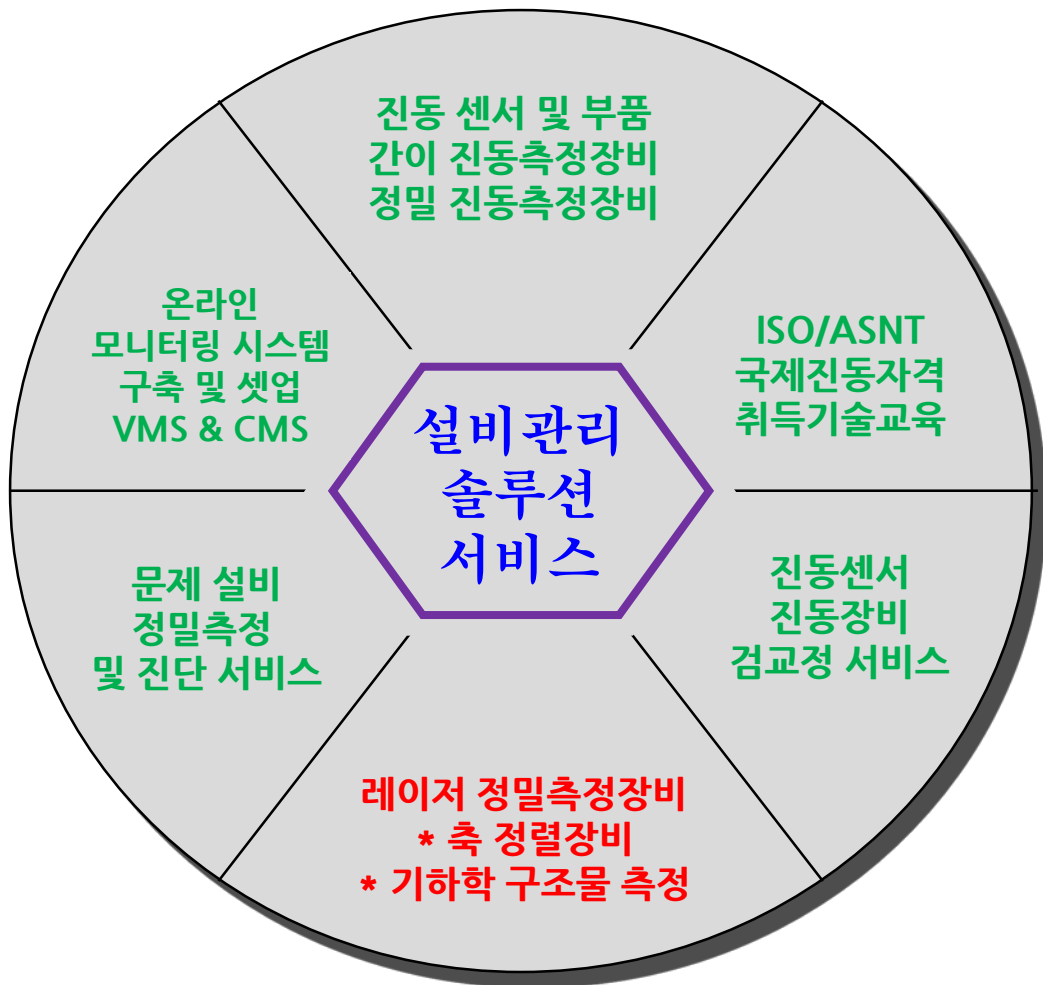 진동 센서 및 부품
간이 진동측정장비
정밀 진동측정장비
온라인
모니터링 시스템
구축 및 셋업
VMS & CMS
ISO/ASNT
국제진동자격
취득기술교육
설비관리
솔루션
서비스
문제 설비
정밀측정
및 진단 서비스
진동센서
진동장비
검교정 서비스
레이저 정밀측정장비
* 축 정렬장비
* 기하학 구조물 측정